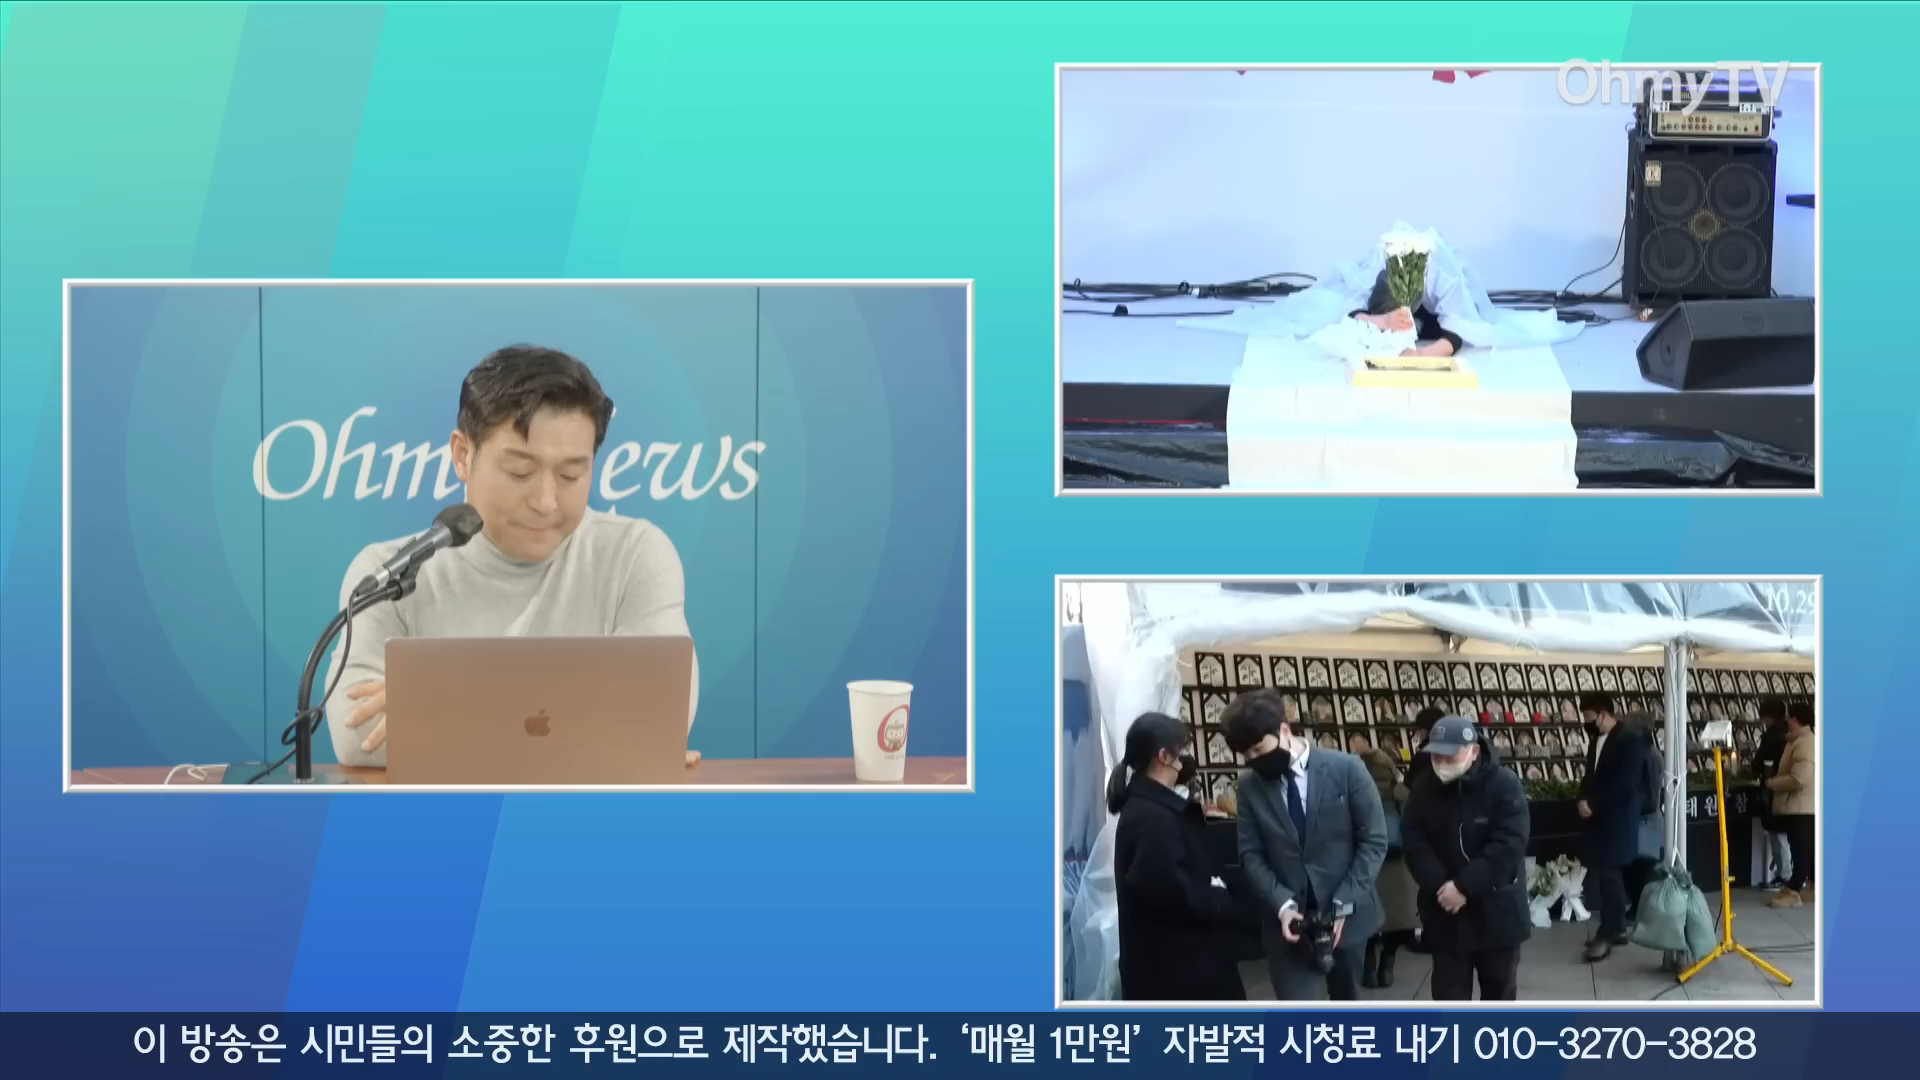 OhmyTV
Ohm News
10.29
태원참
이 방송은 시민들의 소중한 후원으로 제작했습니다. ‘매월 1만원’ 자발적 시청료 내기 010-3270-3828